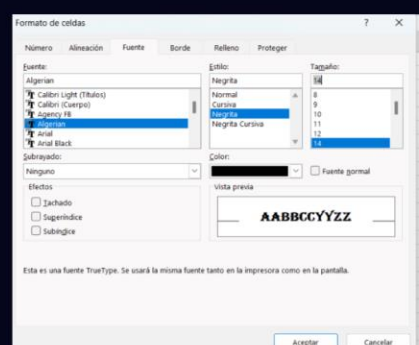 Formato de celdas ? X
Número Alineación Fuente Borde Relleno Proteger
Fuente:
Algerian
Calibri Light (Títulos)
Calibri (Cuerpo)
Agency FB
Algerian
Arial
Arial Black
Estilo:
Negrita
Normal
Cursiva
Negrita
Negrita Cursiva
Tamaño:
14
8
9
10
11
12
14
Subrayado:
Ninguno
Color:
Fuente normal
Efectos
Tachado
Superíndice
Subíndice
Vista previa
AABBCCYYZZ
Esta es una fuente TrueType. Se usará la misma fuente tanto en la impresora como en la pantalla.
Aceptar Cancelar